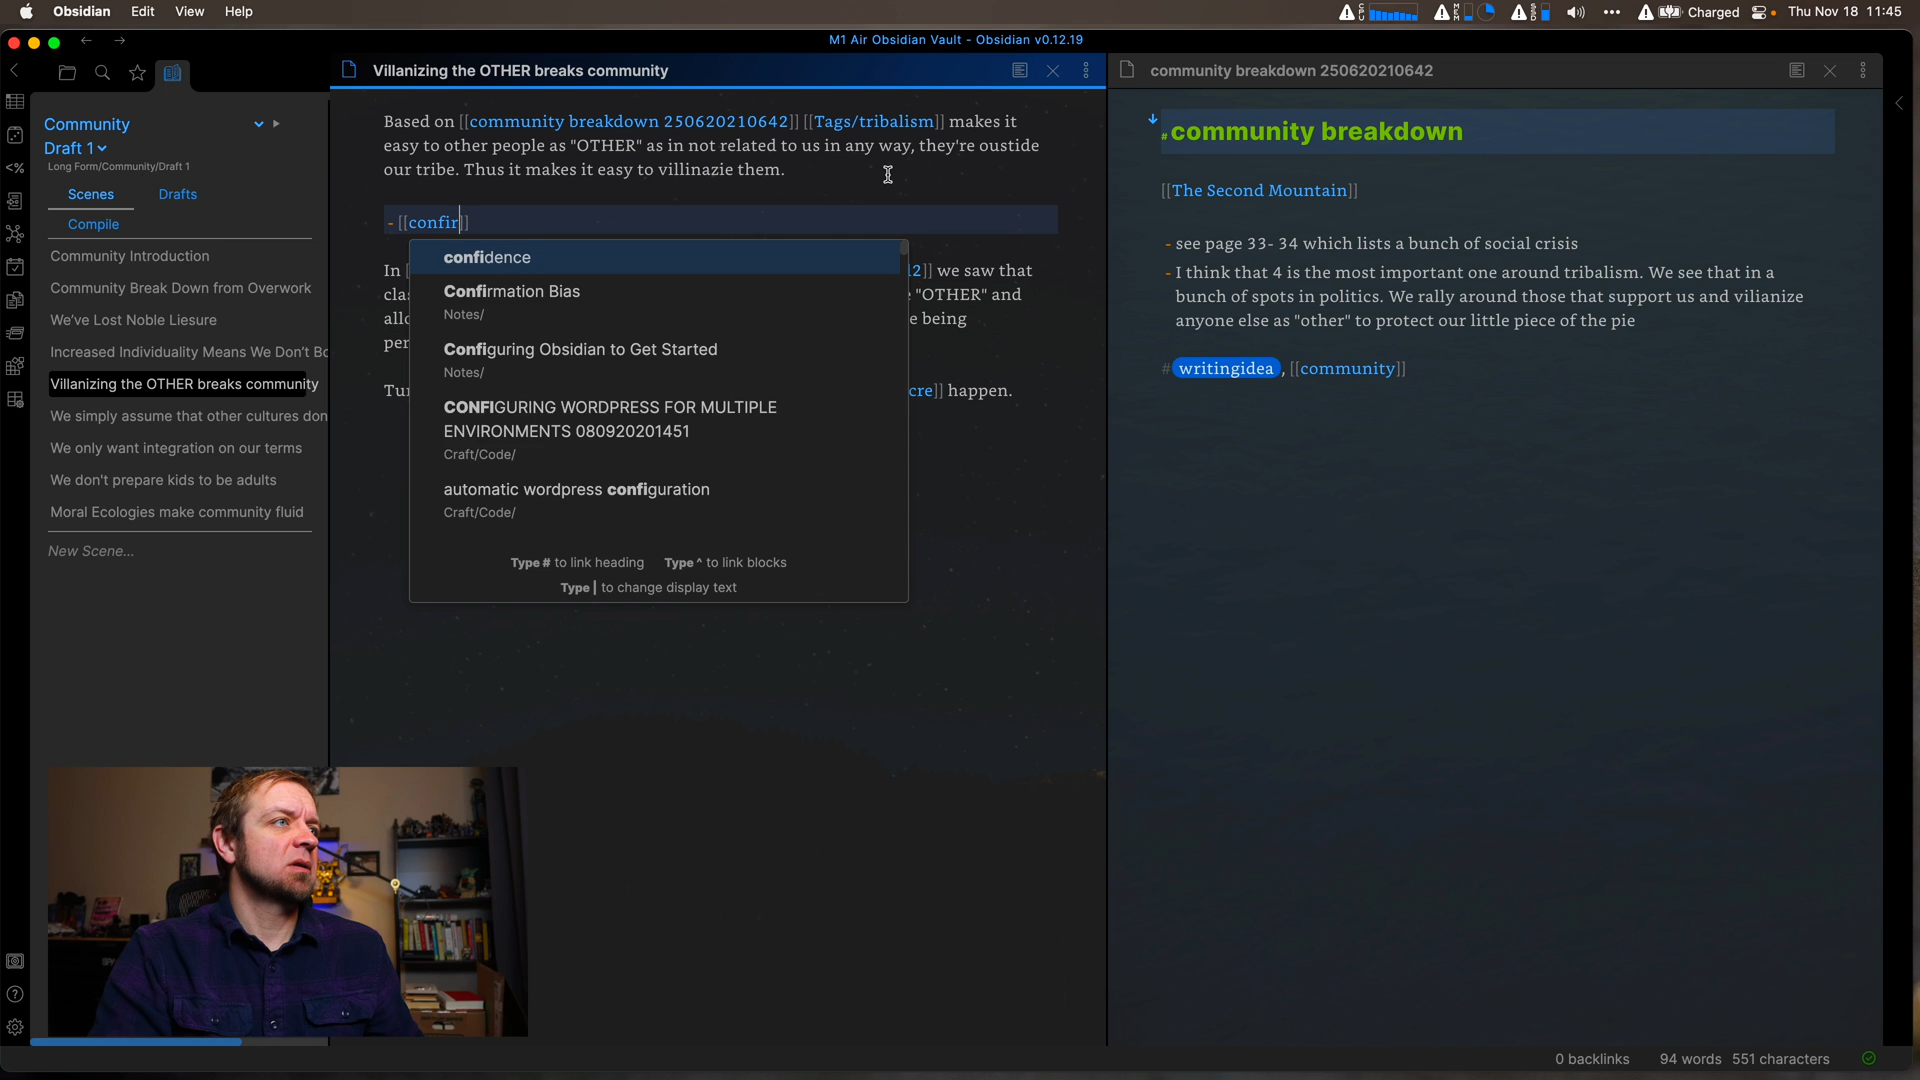 Obsidian Edit View Help
Charged Thu Nov 18 11:45
M1 Air Obsidian Vault - Obsidian v0.12.19
Villanizing the OTHER breaks community
community breakdown 250620210642
Community
Draft 1
Long Form/Community/Draft 1
Scenes Drafts
Compile
Community Introduction
Community Break Down from Overwork
We've Lost Noble Liesure
Increased Individuality Means We Don't Bo
Villanizing the OTHER breaks community
We simply assume that other cultures don
We only want integration on our terms
We don't prepare kids to be adults
Moral Ecologies make community fluid
New Scene...
Based on [[community breakdown 250620210642]] [[Tags/tribalism]] makes it
easy to other people as "OTHER" as in not related to us in any way, they're oustide
our tribe. Thus it makes it easy to villinazie them.
- [[confir]]
In [ 12]] we saw that
clas "OTHER" and
allo e being
per
Tur cre]] happen.
confidence
Confirmation Bias
Notes/
Configuring Obsidian to Get Started
Notes/
CONFIGURING WORDPRESS FOR MULTIPLE
ENVIRONMENTS 080920201451
Craft/Code/
automatic wordpress configuration
Craft/Code/
Type # to link heading Type ^ to link blocks
Type | to change display text
#community breakdown
[[The Second Mountain]]
- see page 33- 34 which lists a bunch of social crisis
- I think that 4 is the most important one around tribalism. We see that in a
bunch of spots in politics. We rally around those that support us and vilianize
anyone else as "other" to protect our little piece of the pie
#writingidea, [[community]]
0 backlinks 94 words 551 characters